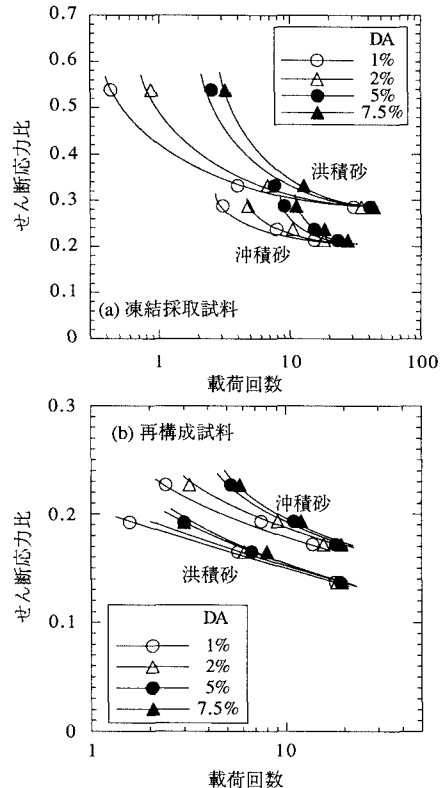 0.7
0.6
0.5
0.4
0.3
0.2
0.1
0
せん断応力比
DA
1%
2%
5%
7.5%
洪積砂
沖積砂
(a) 凍結採取試料
1
10
100
載荷回数
0.3
0.2
0.1
0
せん断応力比
(b) 再構成試料
沖積砂
洪積砂
DA
1%
2%
5%
7.5%
1
10
載荷回数